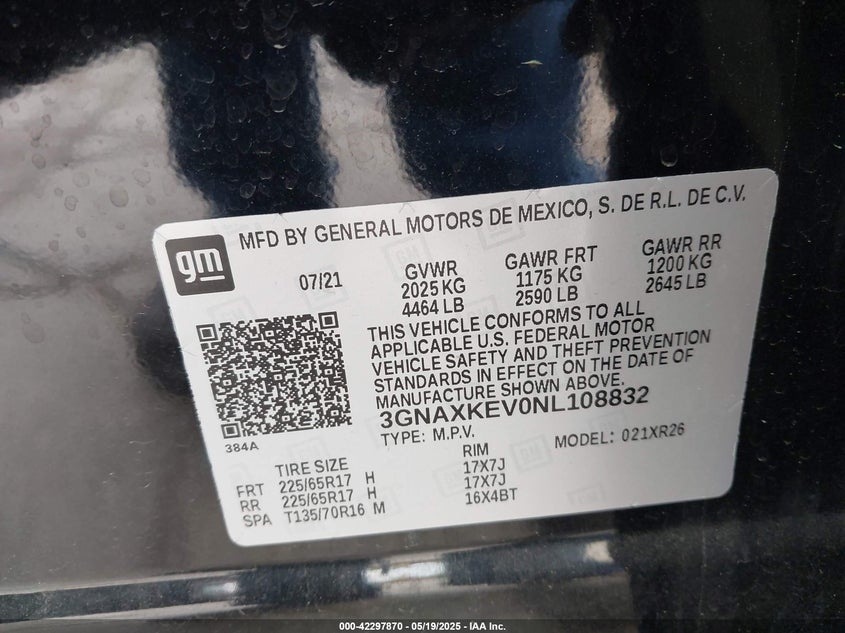 gm
MFD BY GENERAL MOTORS DE MEXICO, S. DE R.L. DE C.V.
07/21
GVWR
2025 KG
4464 LB
GAWR FRT
1175 KG
2590 LB
GAWR RR
1200 KG
2645 LB
THIS VEHICLE CONFORMS TO ALL
APPLICABLE U.S. FEDERAL MOTOR
VEHICLE SAFETY AND THEFT PREVENTION
STANDARDS IN EFFECT ON THE DATE OF
MANUFACTURE SHOWN ABOVE.
3GNAXKEV0NL108832
TYPE: M.P.V.
MODEL: 021XR26
384A
TIRE SIZE RIM
FRT 225/65R17 H 17X7J
RR 225/65R17 H 17X7J
SPA T135/70R16 M 16X4BT
000-42297870 - 05/19/2025 - IAA Inc.